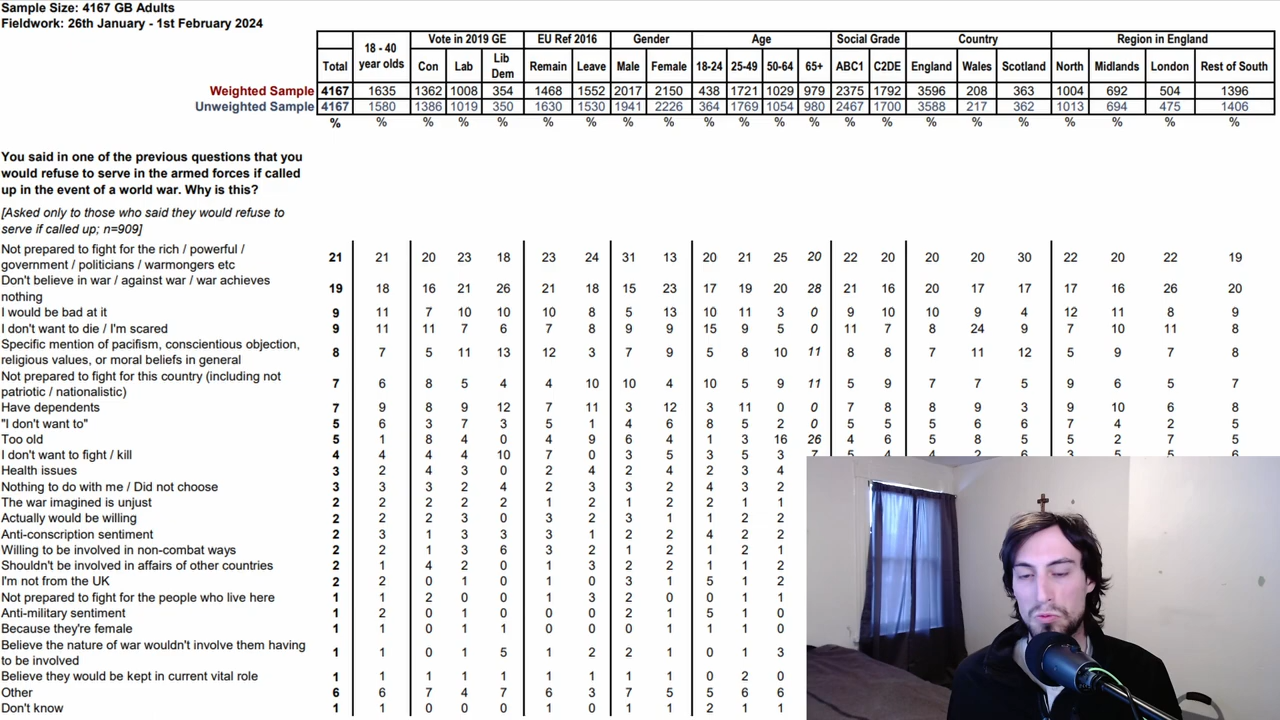 Sample Size: 4167 GB Adults
Fieldwork: 26th January - 1st February 2024
18 - 40 year olds Vote in 2019 GE EU Ref 2016 Gender Age Social Grade Country Region in England
Total Con Lab Lib Dem Remain Leave Male Female 18-24 25-49 50-64 65+ ABC1 C2DE England Wales Scotland North Midlands London Rest of South
Weighted Sample 4167 1635 1362 1008 354 1468 1552 2017 2150 438 1721 1029 979 2375 1792 3596 208 363 1004 692 504 1396
Unweighted Sample 4167 1580 1386 1019 350 1630 1530 1941 2226 364 1769 1054 980 2467 1700 3588 217 362 1013 694 475 1406
% % % % % % % % % % % % % % % % % % % % % %
You said in one of the previous questions that you
would refuse to serve in the armed forces if called
up in the event of a world war. Why is this?
[Asked only to those who said they would refuse to
serve if called up; n=909]
Not prepared to fight for the rich / powerful /
government / politicians / warmongers etc 21 21 20 23 18 23 24 31 13 20 21 25 20 22 20 20 20 30 22 20 22 19
Don't believe in war / against war / war achieves
nothing 19 18 16 21 26 21 18 15 23 17 19 20 28 21 16 20 17 17 17 16 26 20
I would be bad at it 9 11 7 10 10 10 8 5 13 10 11 3 0 9 10 10 9 4 12 11 8 9
I don't want to die / I'm scared 9 11 11 7 6 7 8 9 9 15 9 5 0 11 7 8 24 9 7 10 11 8
Specific mention of pacifism, conscientious objection,
religious values, or moral beliefs in general 8 7 5 11 13 12 3 7 9 5 8 10 11 8 8 7 11 12 5 9 7 8
Not prepared to fight for this country (including not
patriotic / nationalistic) 7 6 8 5 4 4 10 10 4 10 5 9 11 5 9 7 7 5 9 6 5 7
Have dependents 7 9 8 9 12 7 11 3 12 3 11 0 0 7 8 8 9 3 9 10 6 8
"I don't want to" 5 6 3 7 3 5 1 4 6 8 5 2 0 5 5 5 6 6 7 4 2 5
Too old 5 1 8 4 0 4 9 6 4 1 3 16 26 4 6 5 8 5 5 2 7 5
I don't want to fight / kill 4 4 4 4 10 7 0 3 5 3 5 3 7 5 4 4 2 6 3 5 5 6
Health issues 3 2 4 3 0 2 4 2 4 2 3 4
Nothing to do with me / Did not choose 3 3 3 2 4 2 3 3 2 4 3 2
The war imagined is unjust 2 2 2 2 2 2 1 1 2 2 1 1
Actually would be willing 2 2 2 3 0 3 2 3 1 1 2 2
Anti-conscription sentiment 2 3 1 3 3 3 1 2 2 4 2 2
Willing to be involved in non-combat ways 2 2 1 3 6 3 2 1 2 1 2 1
Shouldn't be involved in affairs of other countries 2 1 4 2 0 1 3 2 2 1 1 2
I'm not from the UK 2 2 0 1 0 1 0 3 1 5 1 2
Not prepared to fight for the people who live here 1 1 2 0 0 1 3 2 0 0 1 1
Anti-military sentiment 1 2 0 1 0 1 0 2 1 5 1 0
Because they're female 1 1 0 1 1 1 0 0 1 1 1 0
Believe the nature of war wouldn't involve them having
to be involved 1 1 0 1 5 1 2 2 1 0 1 3
Believe they would be kept in current vital role 1 1 1 1 1 1 1 1 1 0 2 0
Other 6 6 7 4 7 6 3 7 5 5 6 6
Don't know 1 1 0 0 0 1 0 1 1 2 1 1